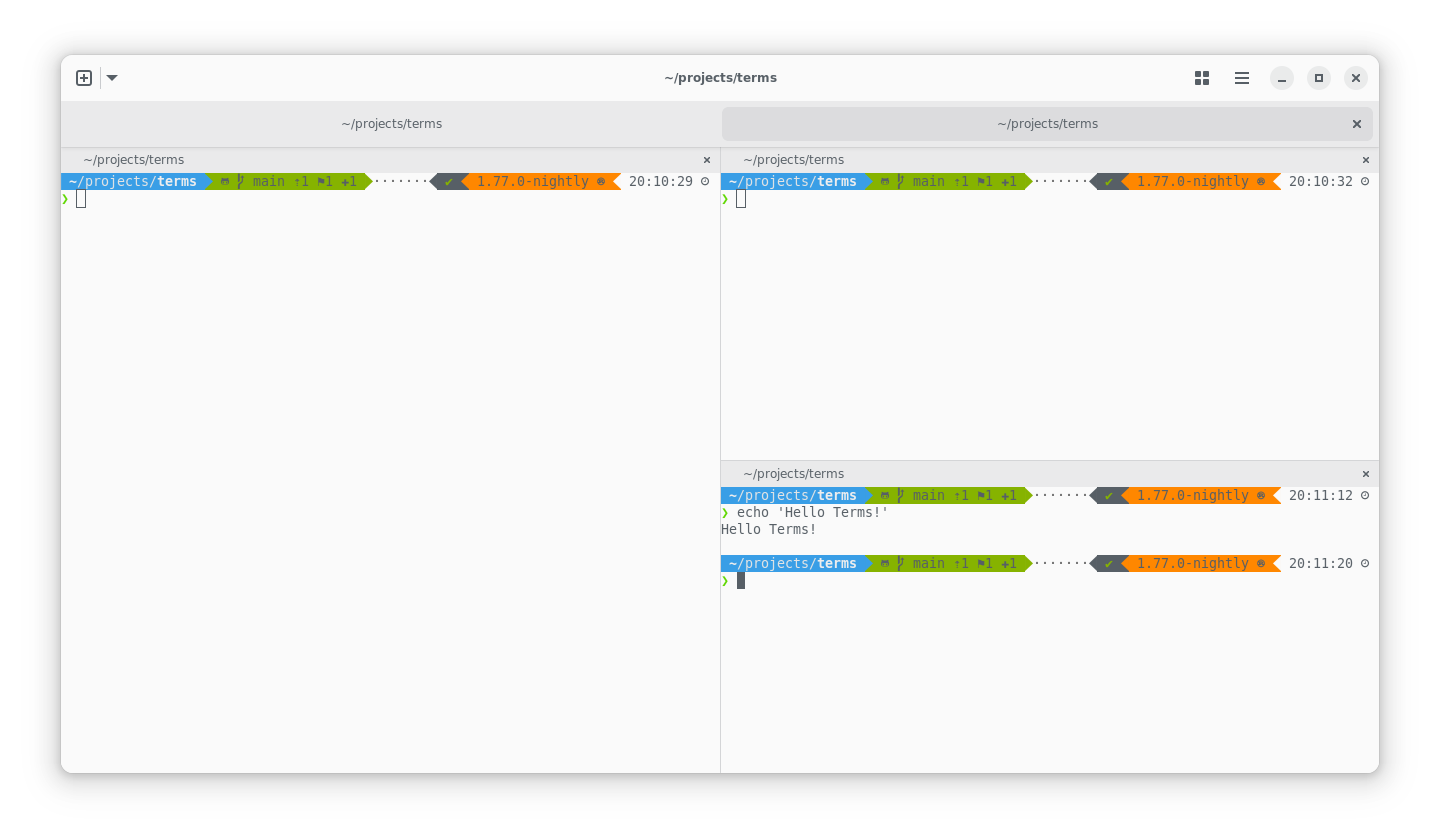 ~/projects/terms
~/projects/terms
~/projects/terms
~/projects/terms
~/projects/terms main ⇡1 ⚑1 ✚1 ······· ✔ 1.77.0-nightly 20:10:29
❯
~/projects/terms
~/projects/terms main ⇡1 ⚑1 ✚1 ······· ✔ 1.77.0-nightly 20:10:32
❯
~/projects/terms
~/projects/terms main ⇡1 ⚑1 ✚1 ······· ✔ 1.77.0-nightly 20:11:12
❯ echo 'Hello Terms!'
Hello Terms!
~/projects/terms main ⇡1 ⚑1 ✚1 ······· ✔ 1.77.0-nightly 20:11:20
❯